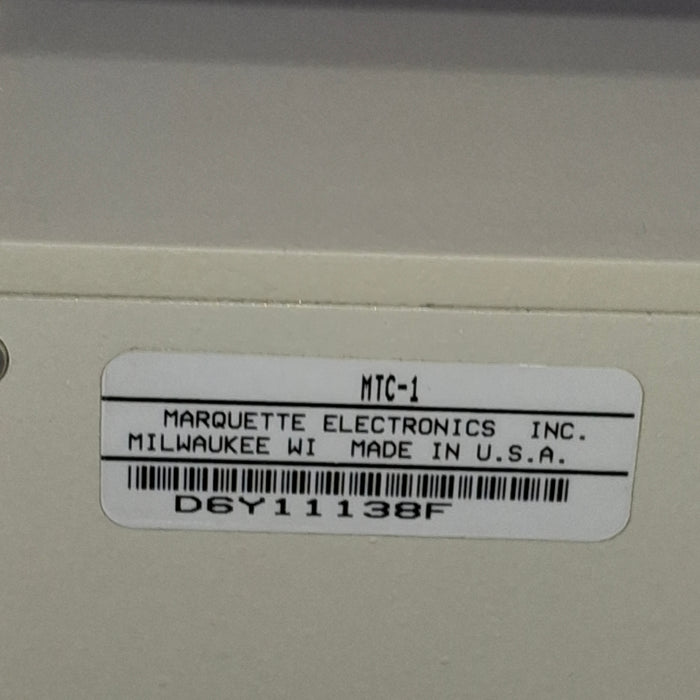 MTC-1
MARQUETTE ELECTRONICS INC.
MILWAUKEE WI MADE IN U.S.A.
D6Y11138F